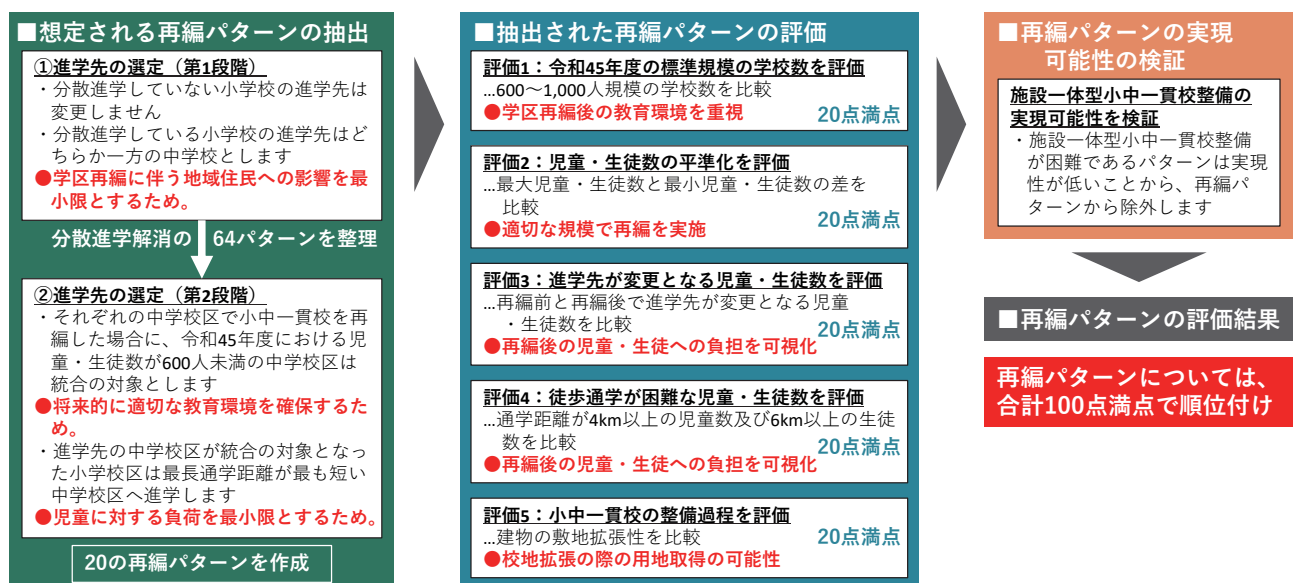 ■想定される再編パターンの抽出
①進学先の選定（第1段階）
・分散進学していない小学校の進学先は
変更しません
・分散進学している小学校の進学先はど
ちらか一方の中学校とします
●学区再編に伴う地域住民への影響を最
小限とするため。
分散進学解消の 64パターンを整理
②進学先の選定（第2段階）
・それぞれの中学校区で小中一貫校を再
編した場合に、令和45年度における児
童・生徒数が600人未満の中学校区は
統合の対象とします
●将来的に適切な教育環境を確保するた
め。
・進学先の中学校区が統合の対象となっ
た小学校区は最長通学距離が最も短い
中学校区へ進学します
●児童に対する負荷を最小限とするため。
20の再編パターンを作成
■抽出された再編パターンの評価
評価1：令和45年度の標準規模の学校数を評価
…600～1,000人規模の学校数を比較
●学区再編後の教育環境を重視 20点満点
評価2：児童・生徒数の平準化を評価
…最大児童・生徒数と最小児童・生徒数の差を
比較
●適切な規模で再編を実施 20点満点
評価3：進学先が変更となる児童・生徒数を評価
…再編前と再編後で進学先が変更となる児童
・生徒数を比較 20点満点
●再編後の児童・生徒への負担を可視化
評価4：徒歩通学が困難な児童・生徒数を評価
…通学距離が4km以上の児童数及び6km以上の生徒
数を比較 20点満点
●再編後の児童・生徒への負担を可視化
評価5：小中一貫校の整備過程を評価
…建物の敷地拡張性を比較 20点満点
●校地拡張の際の用地取得の可能性
■再編パターンの実現
可能性の検証
施設一体型小中一貫校整備の
実現可能性を検証
・施設一体型小中一貫校整備
が困難であるパターンは実現
性が低いことから、再編パ
ターンから除外します
■再編パターンの評価結果
再編パターンについては、
合計100点満点で順位付け